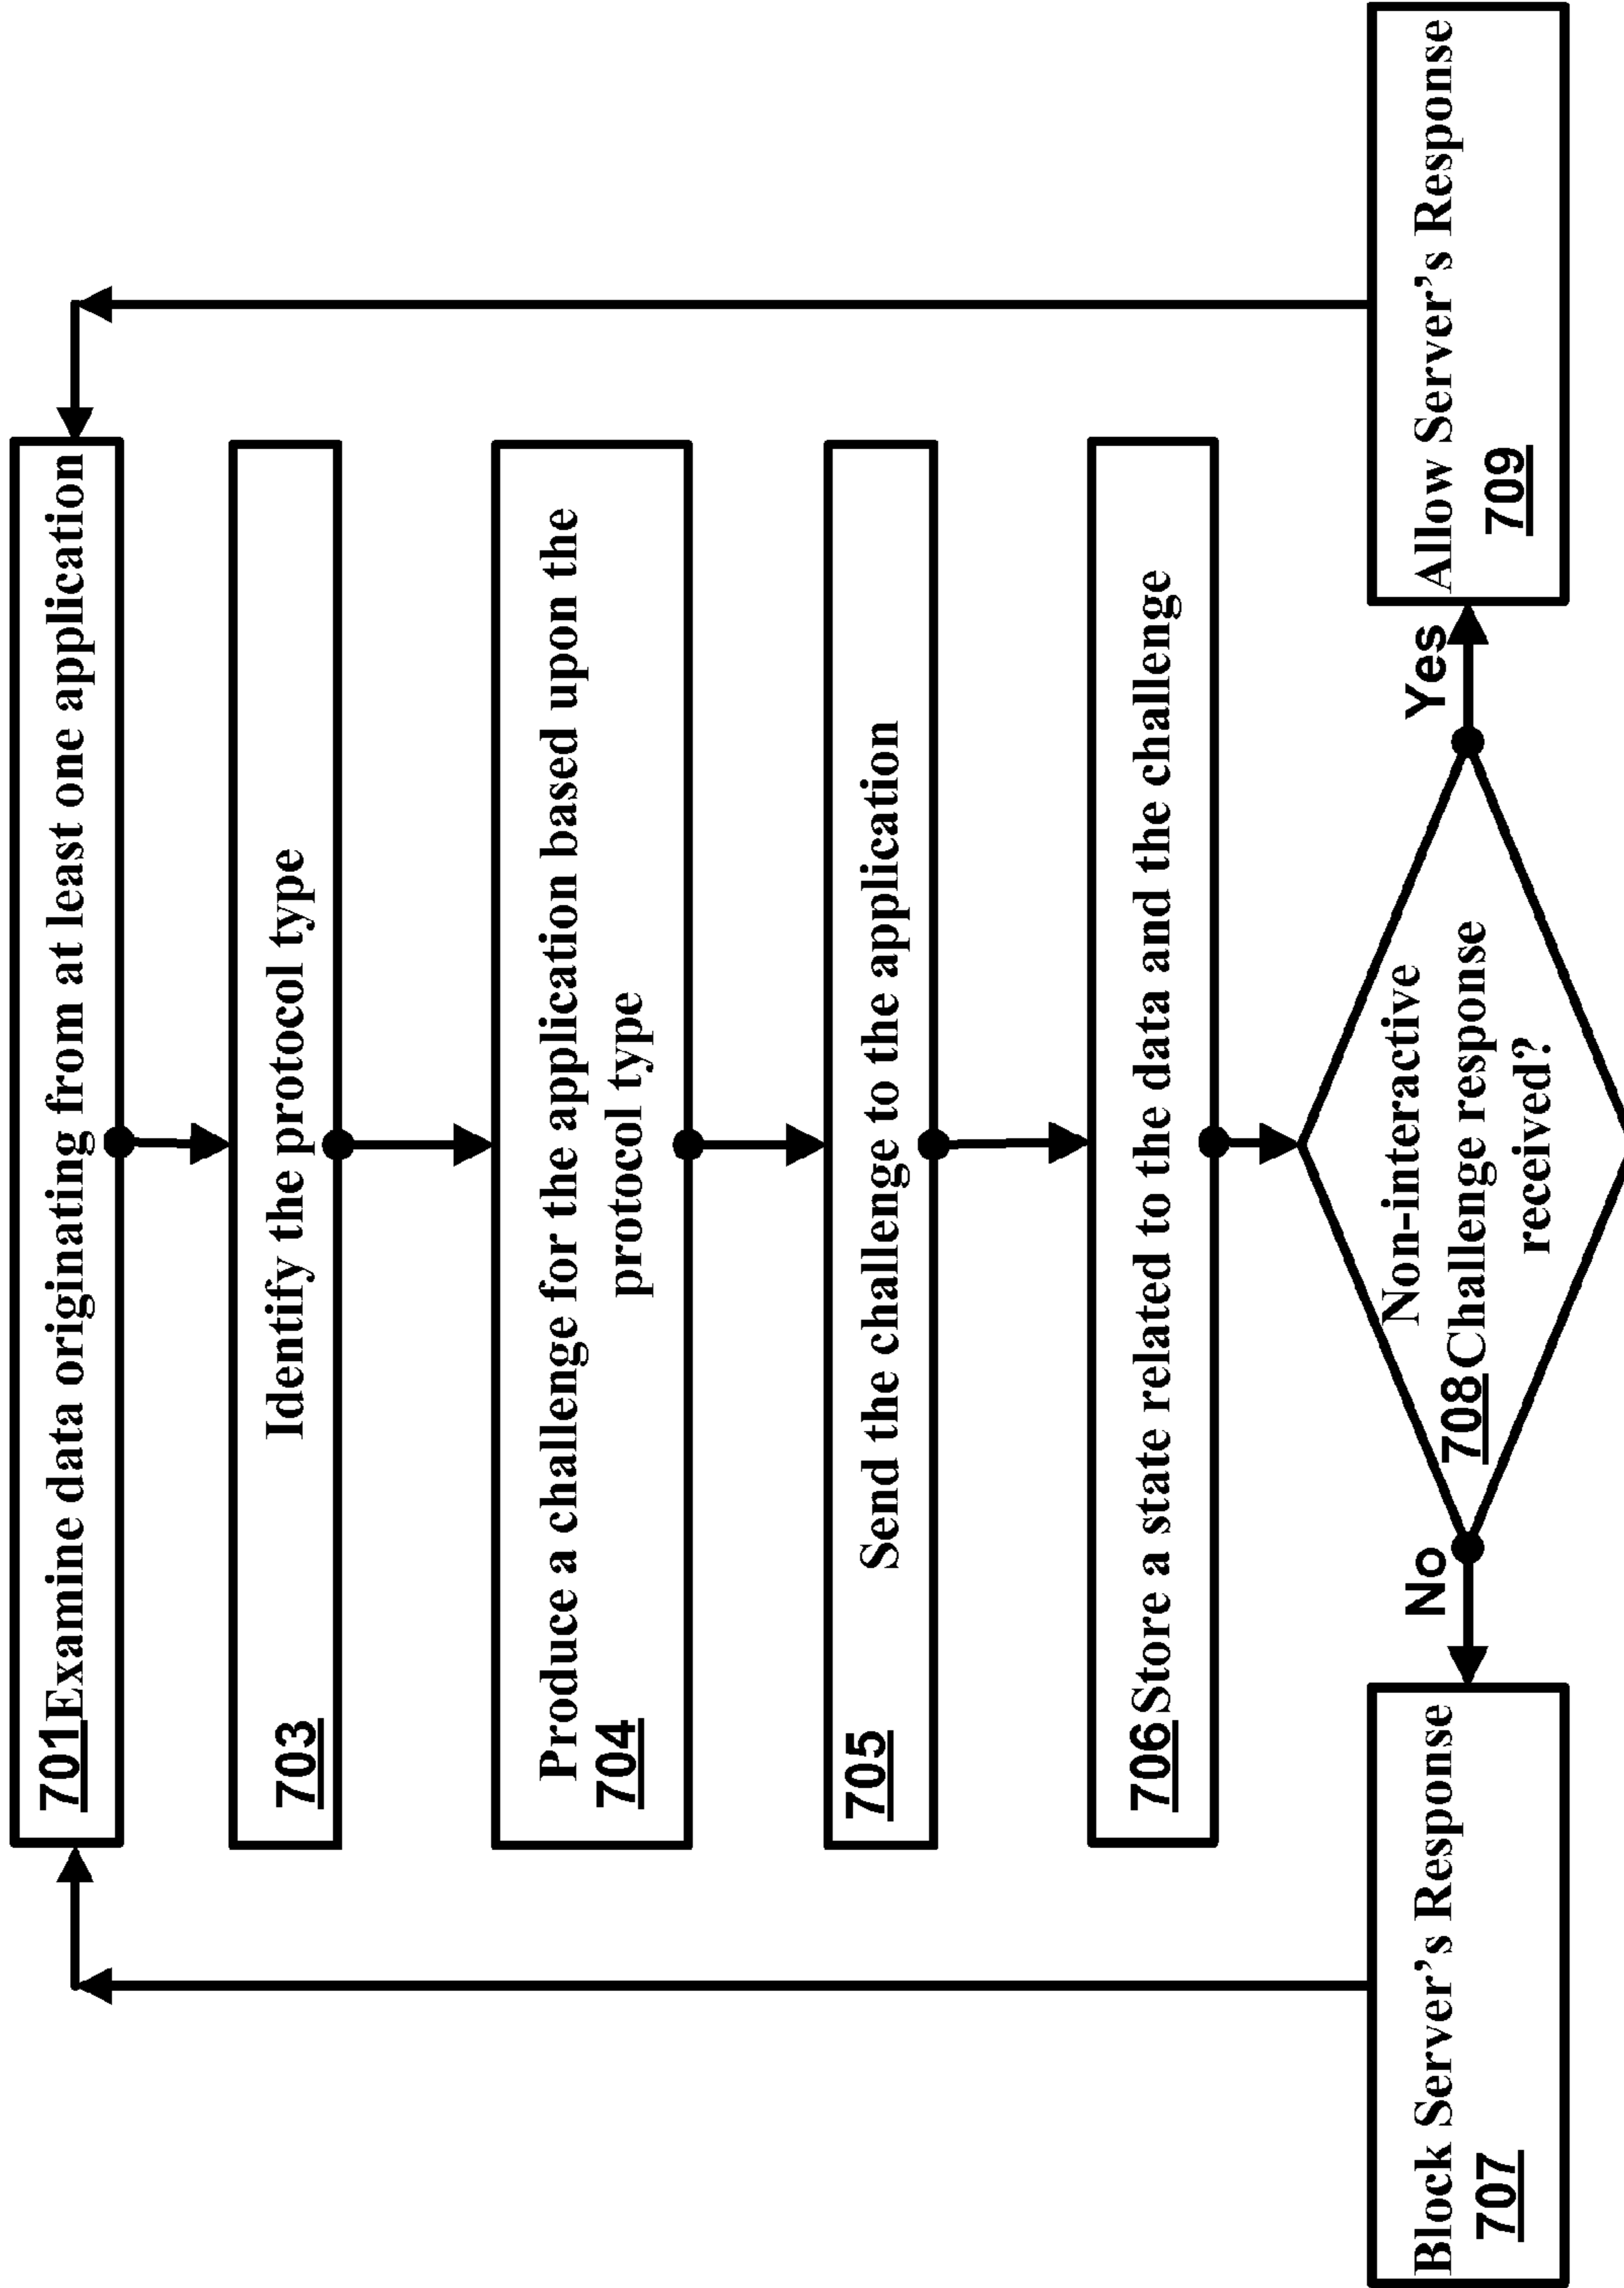 701 Examine data originating from at least one application
Identify the protocol type
703
Produce a challenge for the application based upon the
protocol type
704
Send the challenge to the application
705
706 Store a state related to the data and the challenge
Non-interactive
708 Challenge response
received?
No
Yes
Block Server's Response
707
Allow Server's Response
709